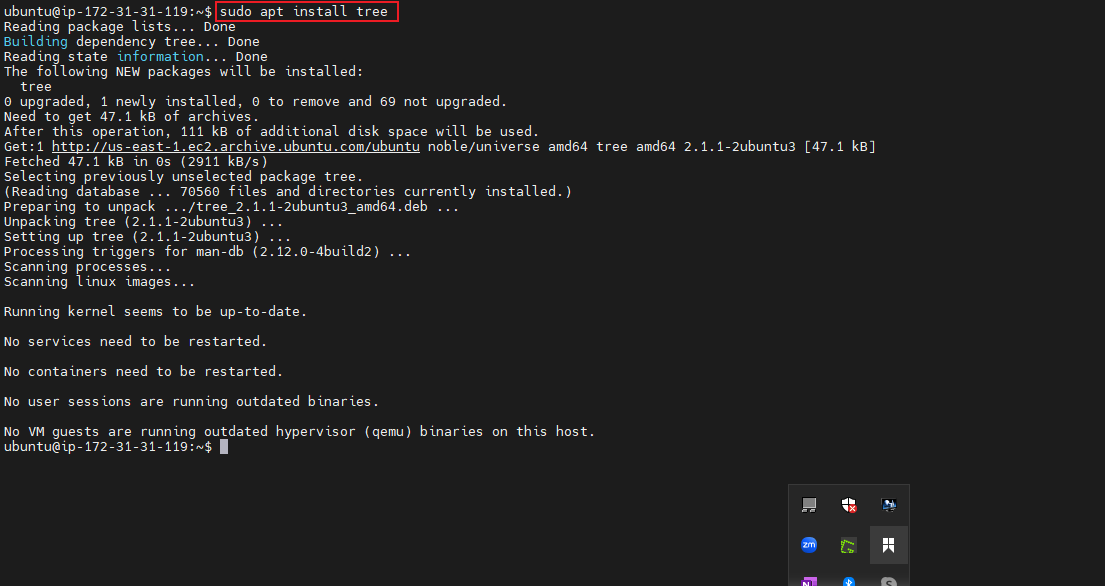 ubuntu@ip-172-31-31-119:~$ sudo apt install tree
Reading package lists... Done
Building dependency tree... Done
Reading state information... Done
The following NEW packages will be installed:
  tree
0 upgraded, 1 newly installed, 0 to remove and 69 not upgraded.
Need to get 47.1 kB of archives.
After this operation, 111 kB of additional disk space will be used.
Get:1 http://us-east-1.ec2.archive.ubuntu.com/ubuntu noble/universe amd64 tree amd64 2.1.1-2ubuntu3 [47.1 kB]
Fetched 47.1 kB in 0s (2911 kB/s)
Selecting previously unselected package tree.
(Reading database ... 70560 files and directories currently installed.)
Preparing to unpack .../tree_2.1.1-2ubuntu3_amd64.deb ...
Unpacking tree (2.1.1-2ubuntu3) ...
Setting up tree (2.1.1-2ubuntu3) ...
Processing triggers for man-db (2.12.0-4build2) ...
Scanning processes...
Scanning linux images...
Running kernel seems to be up-to-date.
No services need to be restarted.
No containers need to be restarted.
No user sessions are running outdated binaries.
No VM guests are running outdated hypervisor (qemu) binaries on this host.
ubuntu@ip-172-31-31-119:~$
zm
N
S